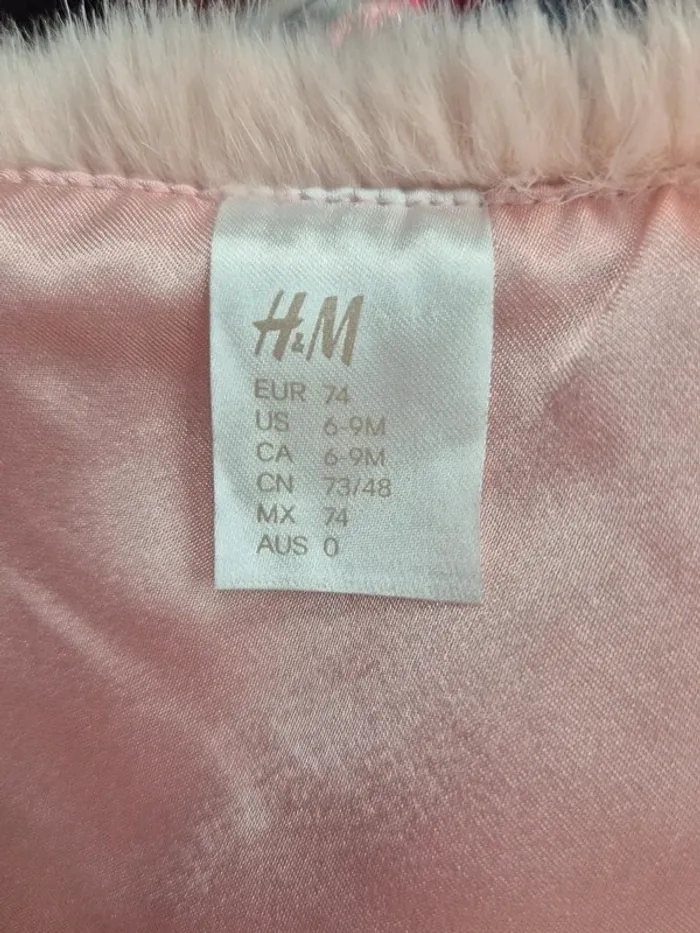 H&M
EUR 74
US 6-9M
CA 6-9M
CN 73/48
MX 74
AUS 0